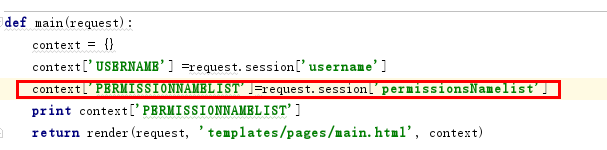 def main(request):
    context = {}
    context['USERNAME'] =request.session['username']
    context['PERMISSIONNAMELIST']=request.session['permissionsNamelist']
    print context['PERMISSIONNAMELIST']
    return render(request, 'templates/pages/main.html', context)